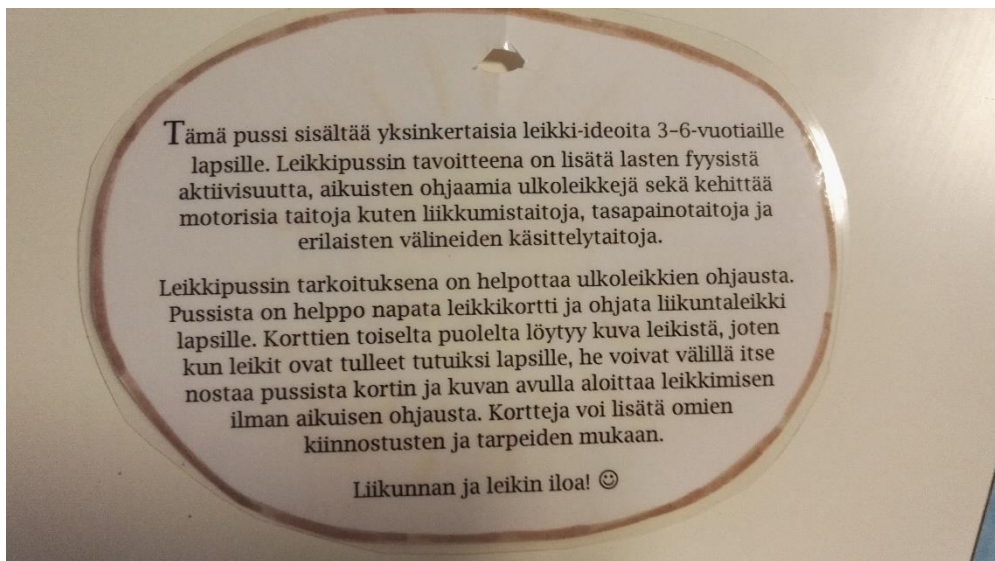 Tämä pussi sisältää yksinkertaisia leikki-ideoita 3–6-vuotiaille
lapsille. Leikkipussin tavoitteena on lisätä lasten fyysistä
aktiivisuutta, aikuisten ohjaamia ulkoleikkejä sekä kehittää
motorisia taitoja kuten liikkumistaitoja, tasapainotaitoja ja
erilaisten välineiden käsittelytaitoja.
Leikkipussin tarkoituksena on helpottaa ulkoleikkien ohjausta.
Pussista on helppo napata leikkikortti ja ohjata liikuntaleikki
lapsille. Korttien toiselta puolelta löytyy kuva leikistä, joten
kun leikit ovat tulleet tutuiksi lapsille, he voivat välillä itse
nostaa pussista kortin ja kuvan avulla aloittaa leikkimisen
ilman aikuisen ohjausta. Kortteja voi lisätä omien
kiinnostusten ja tarpeiden mukaan.
Liikunnan ja leikin iloa! ☺